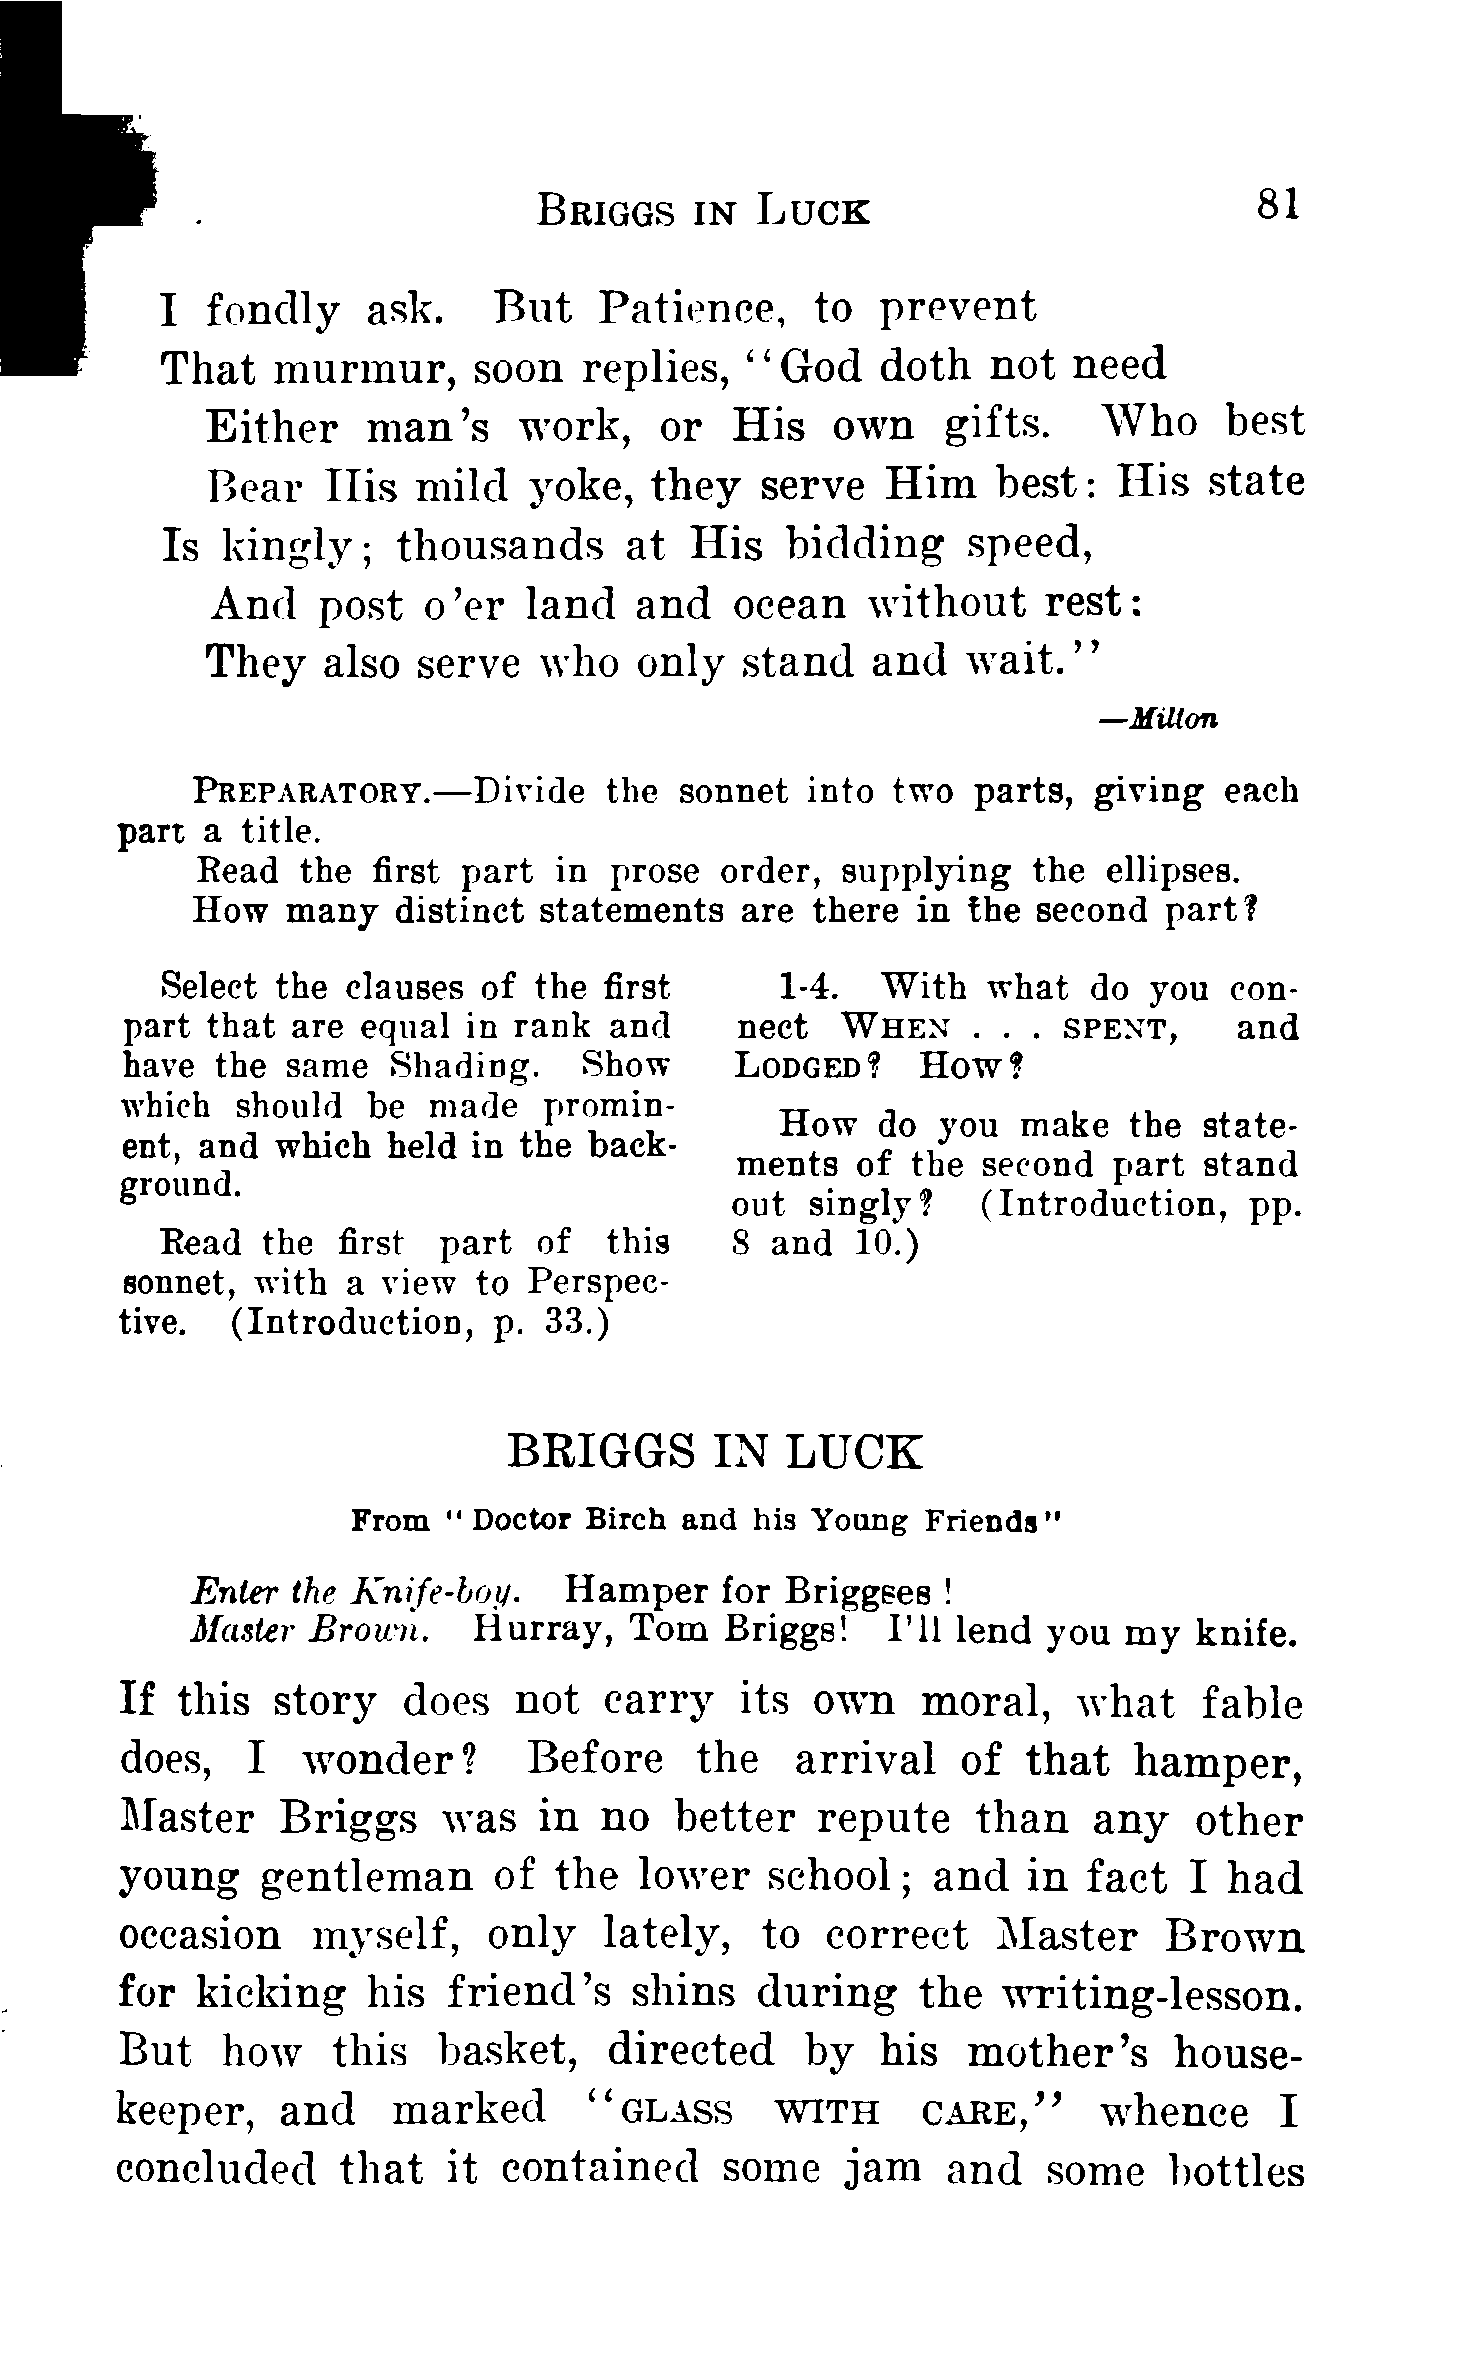 BRIGGS IN LUCK 81
I fondly ask. But Patience, to prevent
That murmur, soon replies, "God doth not need
Either man's work, or His own gifts. Who best
Bear His mild yoke, they serve Him best: His state
Is kingly; thousands at His bidding speed,
And post o'er land and ocean without rest:
They also serve who only stand and wait."
—Milton
PREPARATORY.—Divide the sonnet into two parts, giving each
part a title.
Read the first part in prose order, supplying the ellipses.
How many distinct statements are there in the second part?
Select the clauses of the first
part that are equal in rank and
have the same Shading. Show
which should be made promin-
ent, and which held in the back-
ground.
Read the first part of this
sonnet, with a view to Perspec-
tive. (Introduction, p. 33.)
1-4. With what do you con-
nect WHEN . . . SPENT, and
LODGED? How?
How do you make the state-
ments of the second part stand
out singly? (Introduction, pp.
8 and 10.)
BRIGGS IN LUCK
From "Doctor Birch and his Young Friends"
Enter the Knife-boy. Hamper for Briggses!
Master Brown. Hurray, Tom Briggs! I'll lend you my knife.
If this story does not carry its own moral, what fable
does, I wonder? Before the arrival of that hamper,
Master Briggs was in no better repute than any other
young gentleman of the lower school; and in fact I had
occasion myself, only lately, to correct Master Brown
for kicking his friend's shins during the writing-lesson.
But how this basket, directed by his mother's house-
keeper, and marked "GLASS WITH CARE," whence I
concluded that it contained some jam and some bottles